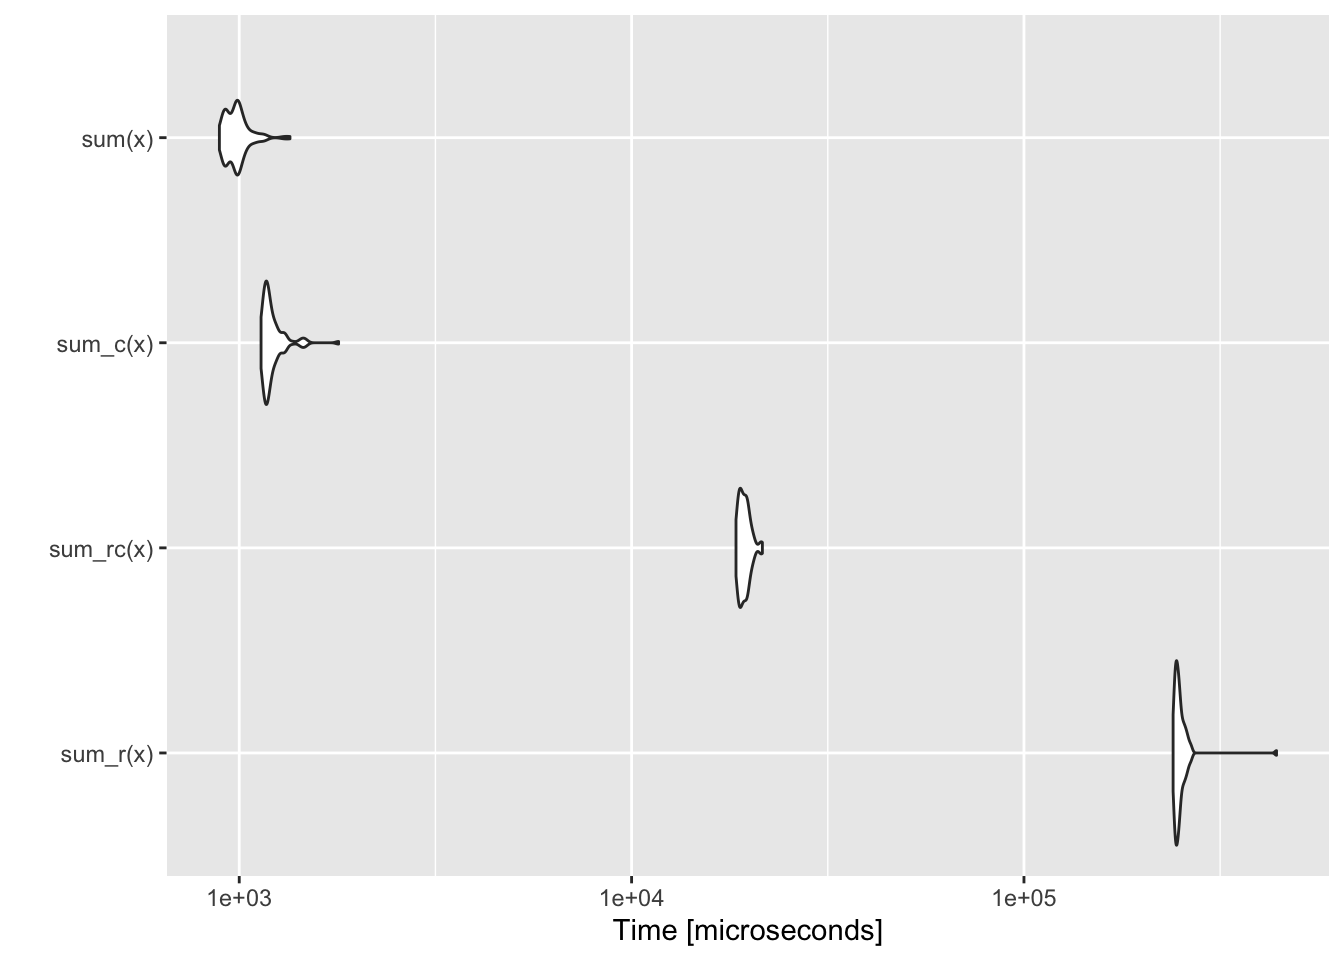 sum(x)
sum_c(x)
sum_rc(x)
sum_r(x)
1e+03 1e+04 1e+05
Time [microseconds]